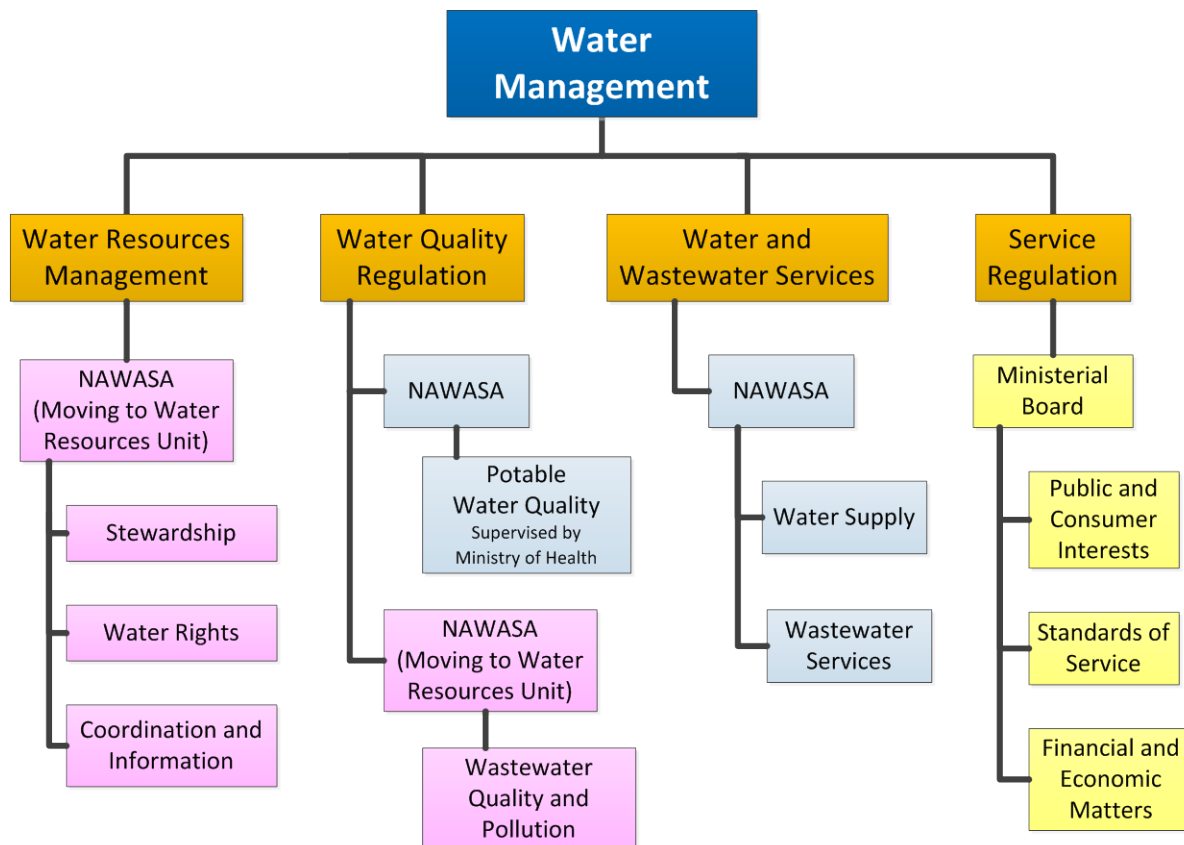 Water
Management
Water Resources
Management
NAWASA
(Moving to Water
Resources Unit)
Stewardship
Water Rights
Coordination and
Information
Water Quality
Regulation
NAWASA
Potable
Water Quality
Supervised by
Ministry of Health
NAWASA
(Moving to Water
Resources Unit)
Wastewater
Quality and
Pollution
Water and
Wastewater Services
NAWASA
Water Supply
Wastewater
Services
Service
Regulation
Ministerial
Board
Public and
Consumer
Interests
Standards of
Service
Financial and
Economic
Matters